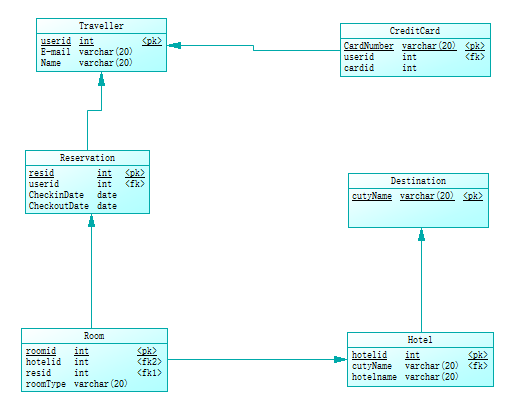 Traveller
userid int <pk>
E-mail varchar(20)
Name varchar(20)
CreditCard
CardNumber varchar(20) <pk>
userid int <fk>
cardid int
Reservation
resid int <pk>
userid int <fk>
CheckinDate date
CheckoutDate date
Destination
cutyName varchar(20) <pk>
Room
roomid int <pk>
hotelid int <fk2>
resid int <fk1>
roomType varchar(20)
Hotel
hotelid int <pk>
cutyName varchar(20) <fk>
hotelname varchar(20)